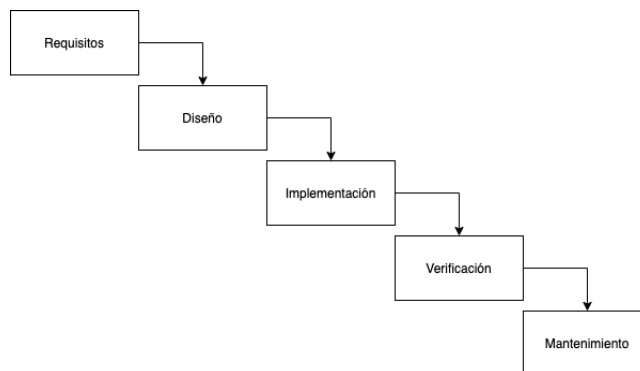 Requisitos
Diseño
Implementación
Verificación
Mantenimiento